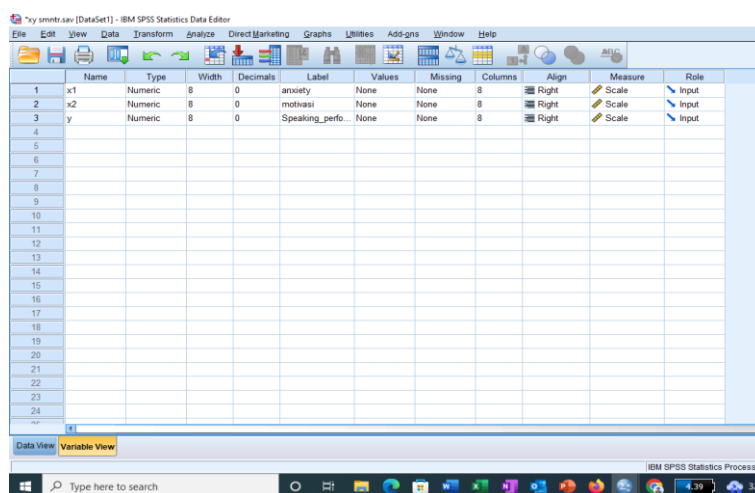 *xy smntr.sav [DataSet1] - IBM SPSS Statistics Data Editor
File Edit View Data Transform Analyze Direct Marketing Graphs Utilities Add-ons Window Help
Name Type Width Decimals Label Values Missing Columns Align Measure Role
1 x1 Numeric 8 0 anxiety None None 8 Right Scale Input
2 x2 Numeric 8 0 motivasi None None 8 Right Scale Input
3 y Numeric 8 0 Speaking_perfo... None None 8 Right Scale Input
4
5
6
7
8
9
10
11
12
13
14
15
16
17
18
19
20
21
22
23
24
Data View Variable View
IBM SPSS Statistics Process
Type here to search 4.39